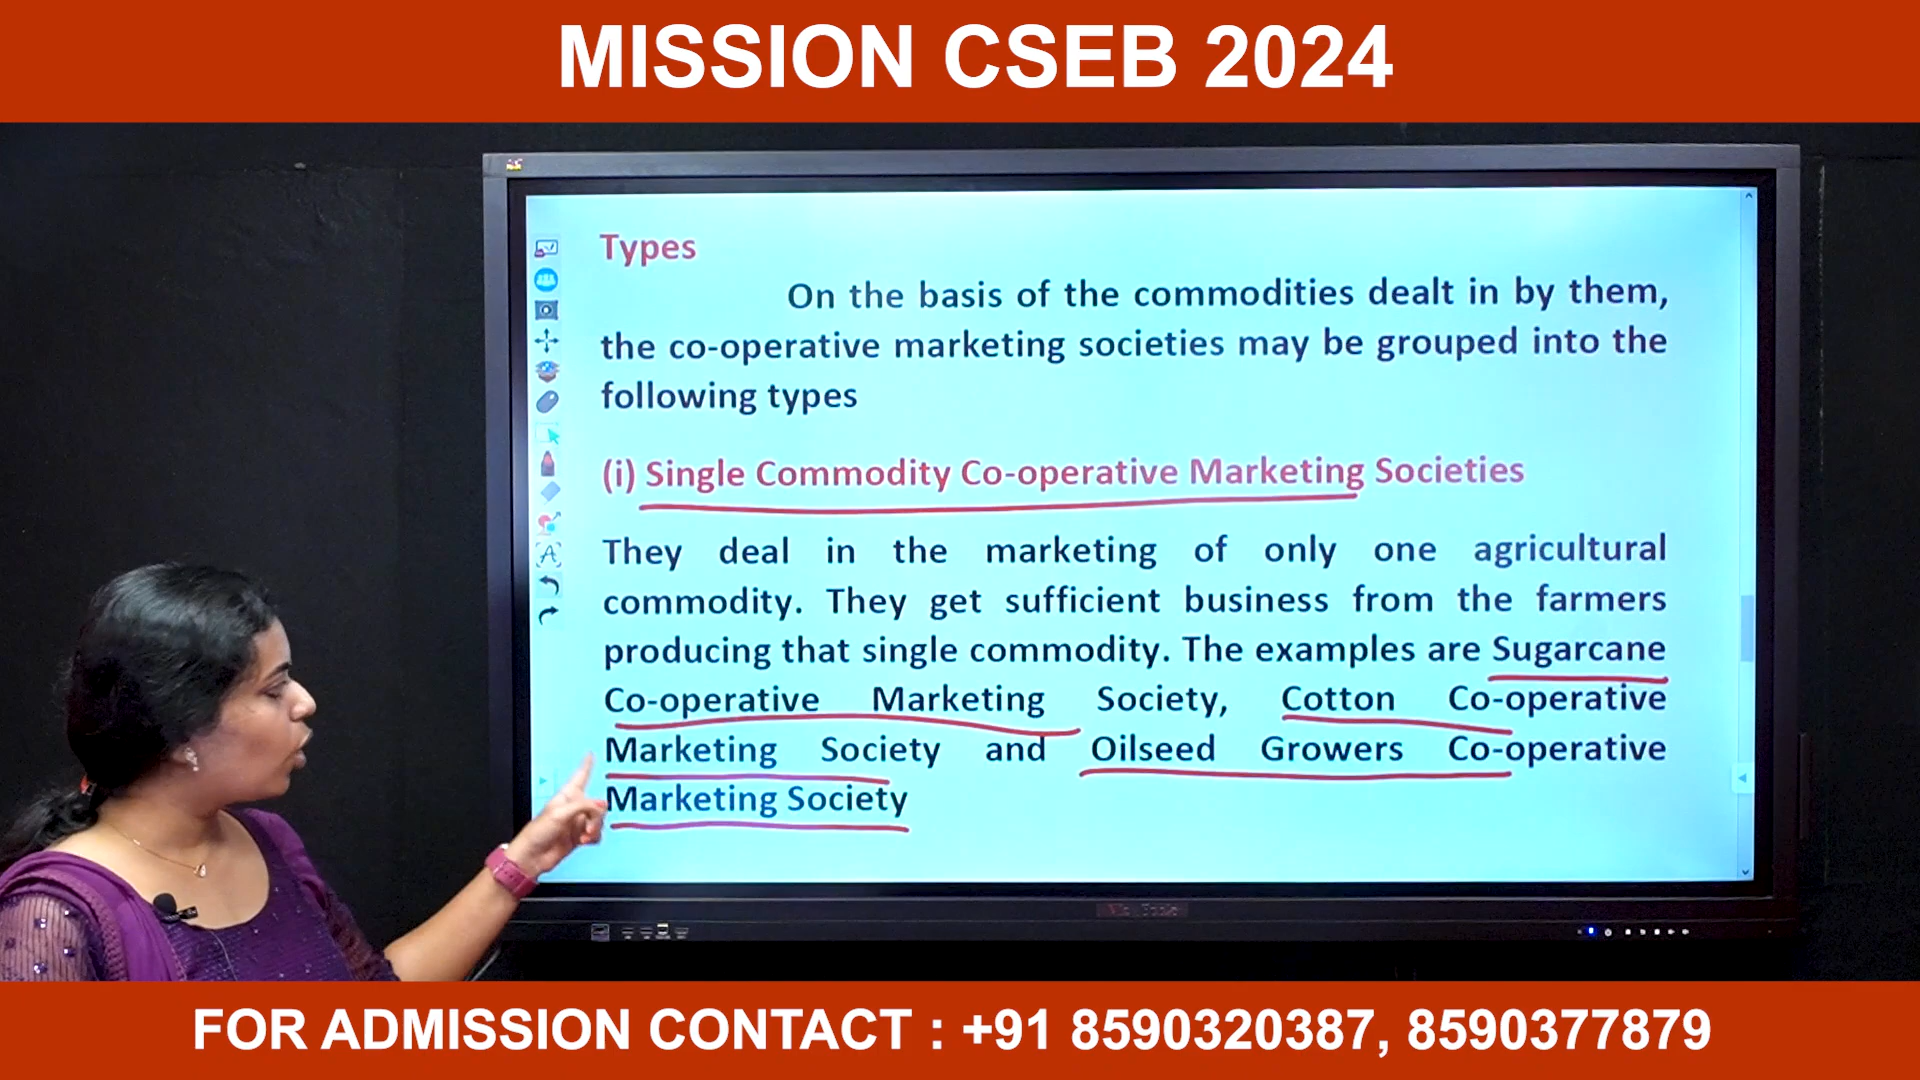 MISSION CSEB 2024
Types
On the basis of the commodities dealt in by them,
the co-operative marketing societies may be grouped into the
following types
(i) Single Commodity Co-operative Marketing Societies
They deal in the marketing of only one agricultural
commodity. They get sufficient business from the farmers
producing that single commodity. The examples are Sugarcane
Co-operative Marketing Society, Cotton Co-operative
Marketing Society and Oilseed Growers Co-operative
Marketing Society
FOR ADMISSION CONTACT : +91 8590320387, 8590377879